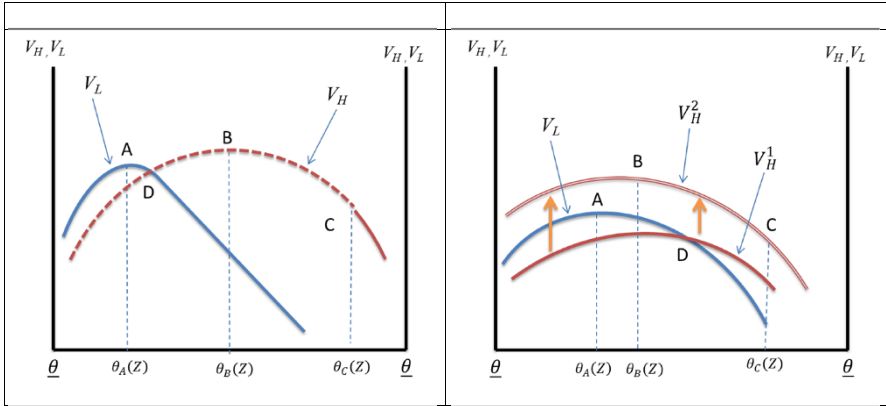 V_H, V_L
V_H, V_L
V_L
V_H
A
B
D
C
θ
θ_A(Z)
θ_B(Z)
θ_C(Z)
θ
V_H, V_L
V_H, V_L
V_H^2
V_L
V_H^1
B
A
C
D
θ
θ_A(Z)
θ_B(Z)
θ_C(Z)
θ